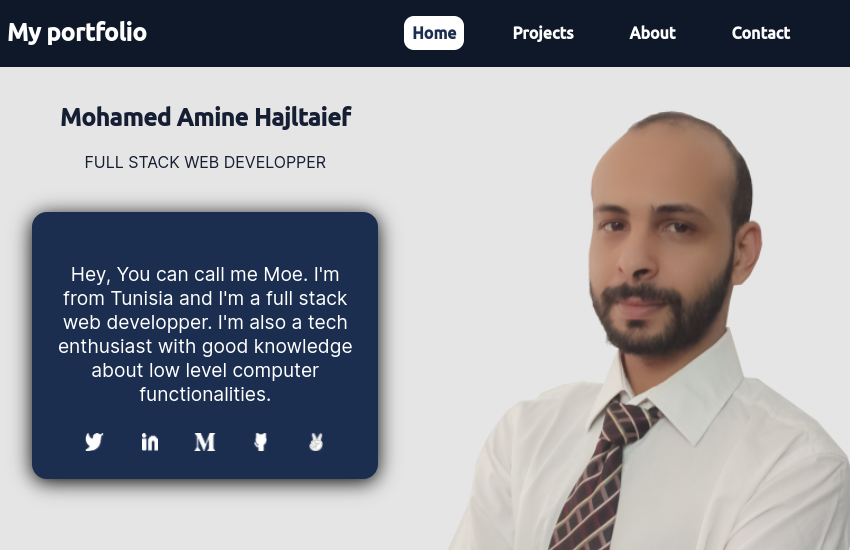 My portfolio
Home Projects About Contact
Mohamed Amine Hajltaief
FULL STACK WEB DEVELOPPER
Hey, You can call me Moe. I'm
from Tunisia and I'm a full stack
web developper. I'm also a tech
enthusiast with good knowledge
about low level computer
functionalities.